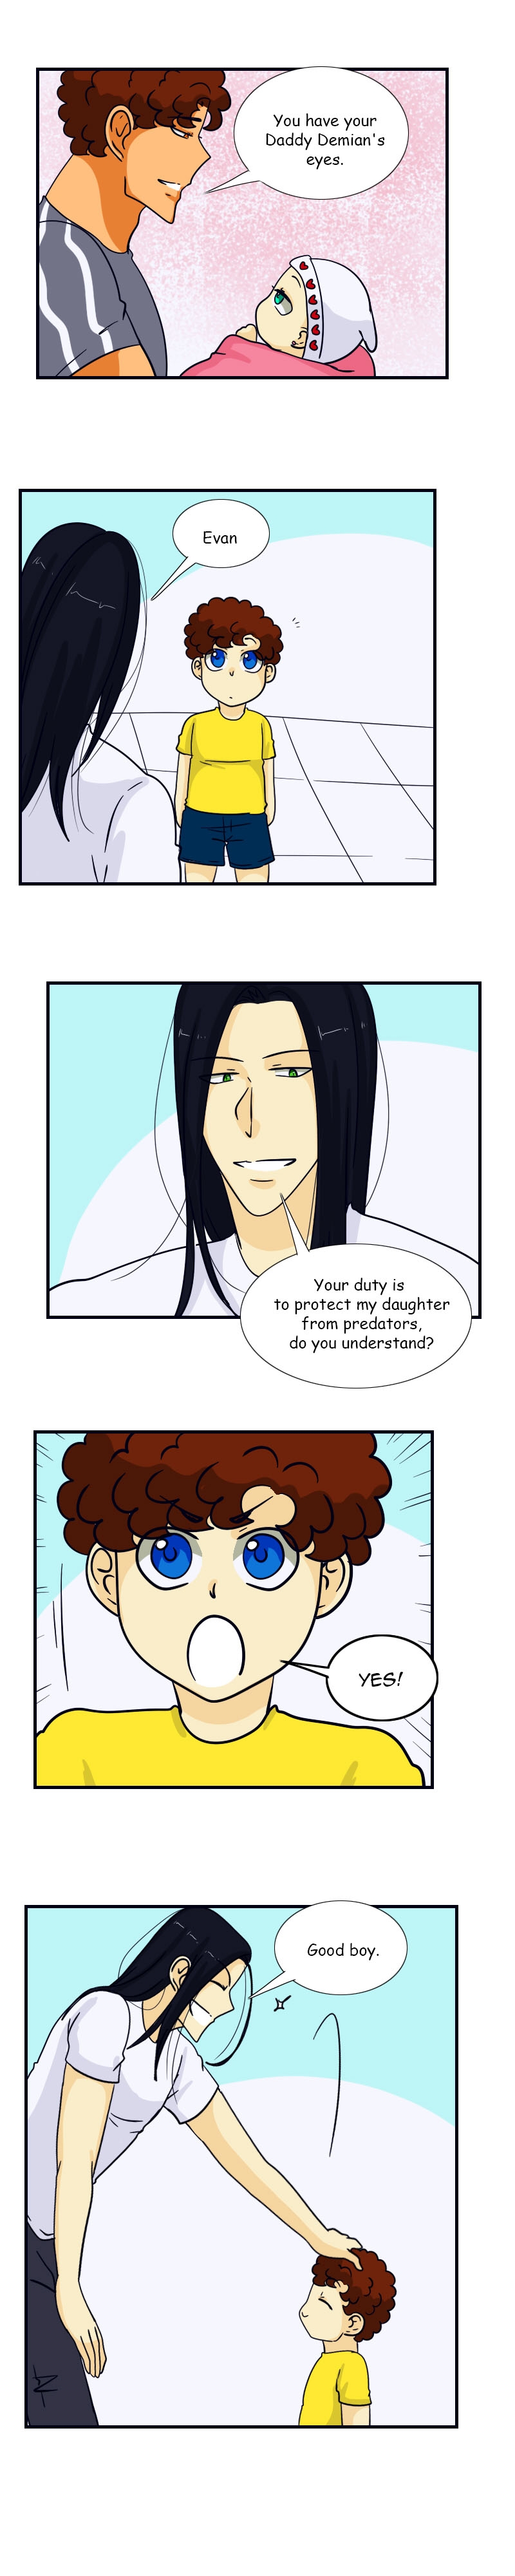 You have your
Daddy Demian's
eyes.
Evan
Your duty is
to protect my daughter
from predators,
do you understand?
YES!
Good boy.